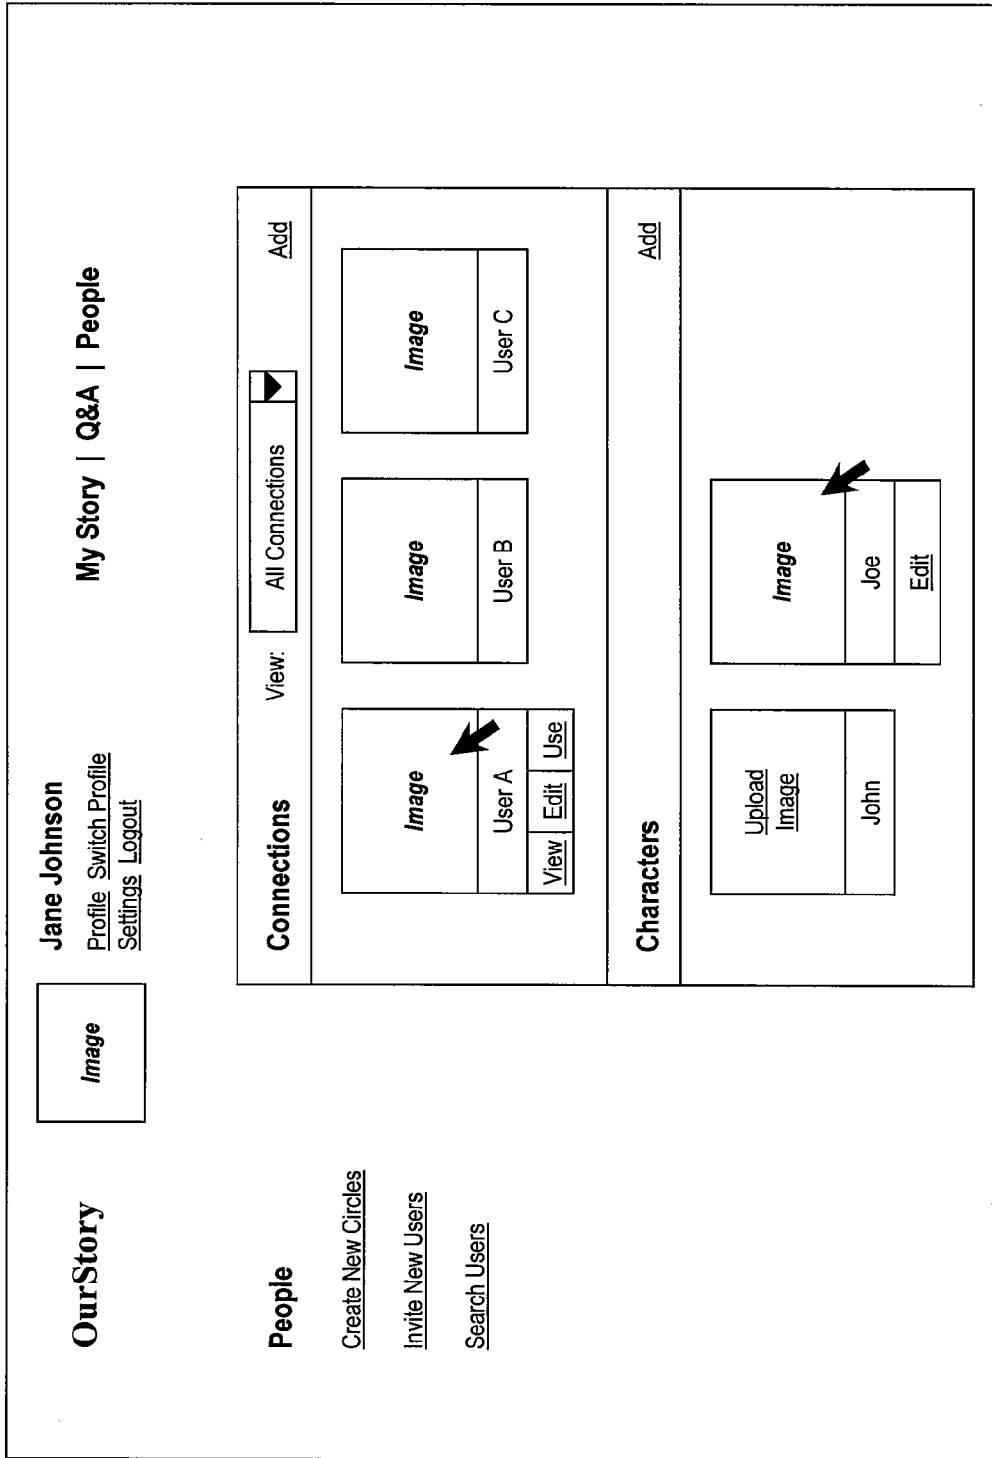 OurStory
Image
Jane Johnson
Profile Switch Profile
Settings Logout
My Story | Q&A | People
People
Create New Circles
Invite New Users
Search Users
Connections
View:
All Connections
Add
Image
User A
View Edit Use
Image
User B
Image
User C
Characters
Add
Upload
Image
John
Image
Joe
Edit